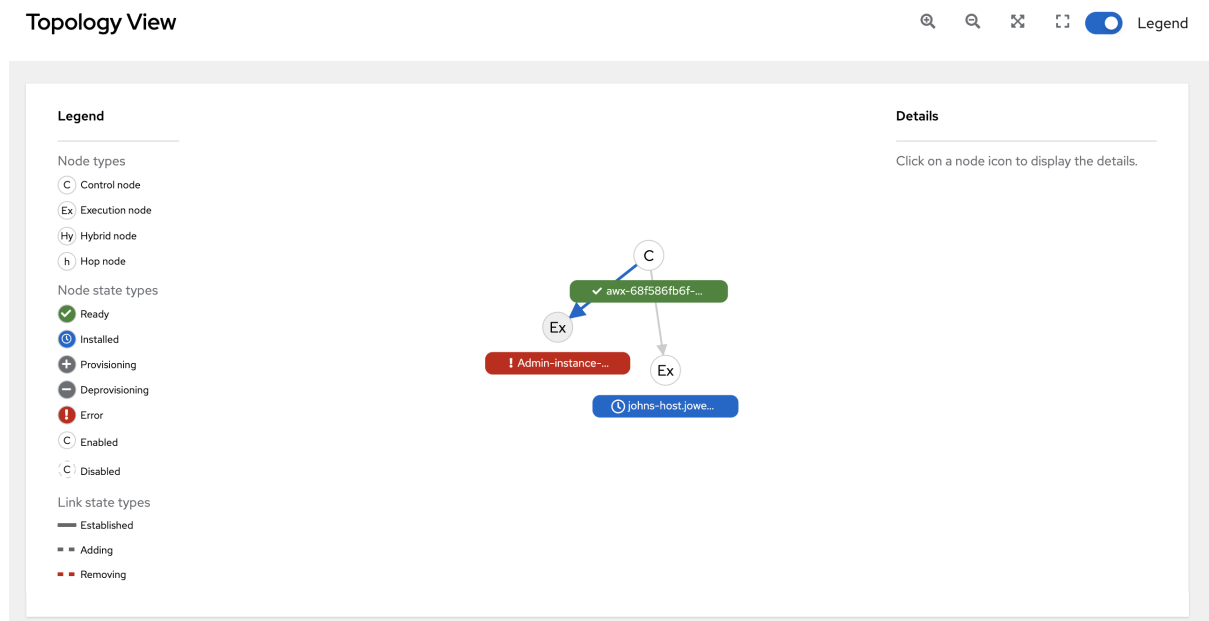 Topology View
Legend
Legend
Node types
C Control node
Ex Execution node
Hy Hybrid node
h Hop node
Node state types
Ready
Installed
Provisioning
Deprovisioning
! Error
C Enabled
C Disabled
Link state types
Established
Adding
Removing
C
awx-68f586fb6f-...
Ex
! Admin-instance-...
Ex
johns-host.jowe...
Details
Click on a node icon to display the details.